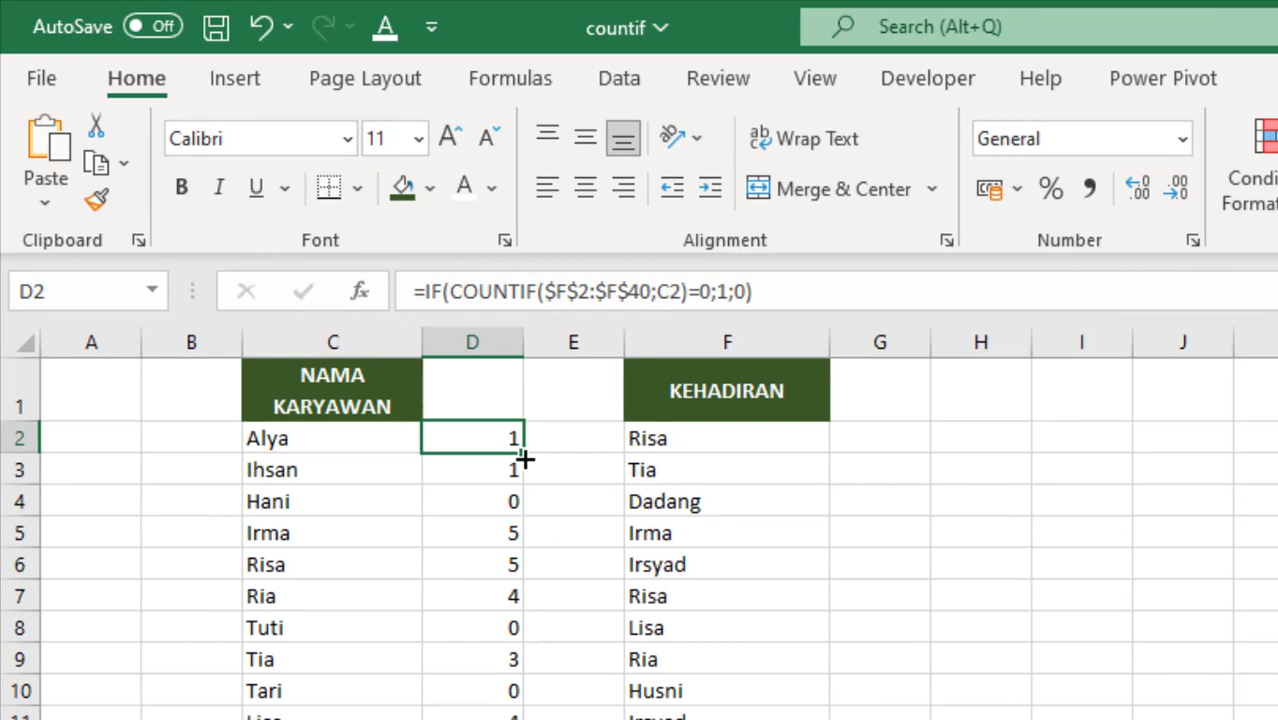 AutoSave Off countif Search (Alt+Q)
File Home Insert Page Layout Formulas Data Review View Developer Help Power Pivot
Calibri 11 A A ab Wrap Text General
Paste B I U A Merge & Center % Condi
Format
Clipboard Font Alignment Number
D2 fx =IF(COUNTIF($F$2:$F$40;C2)=0;1;0)
A B C D E F G H I J
1 NAMA KEHADIRAN
KARYAWAN
2 Alya 1 Risa
3 Ihsan 1 Tia
4 Hani 0 Dadang
5 Irma 5 Irma
6 Risa 5 Irsyad
7 Ria 4 Risa
8 Tuti 0 Lisa
9 Tia 3 Ria
10 Tari 0 Husni